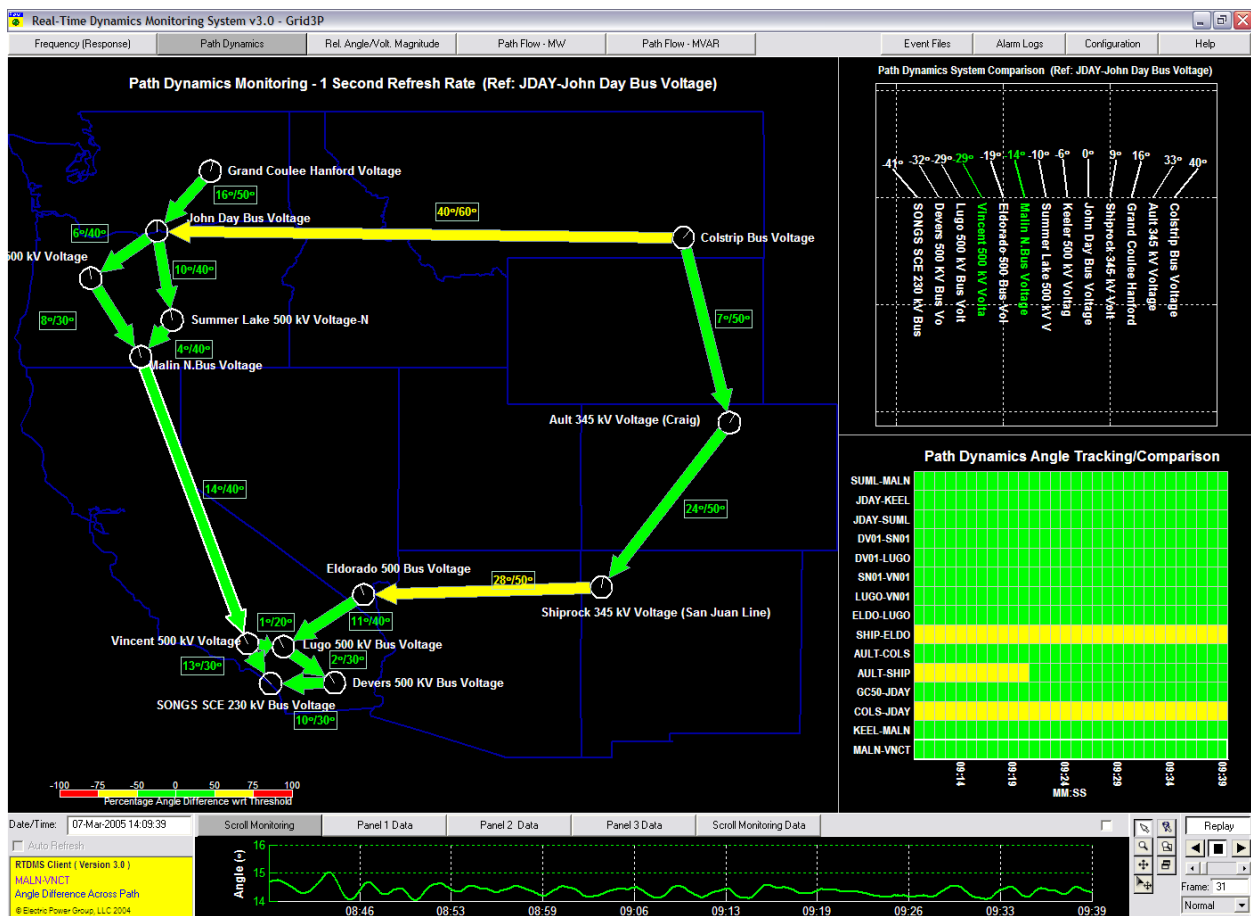 Real-Time Dynamics Monitoring System v3.0 - Grid3P
Frequency (Response) Path Dynamics Rel. Angle/Volt. Magnitude Path Flow - MW Path Flow - MVAR Event Files Alarm Logs Configuration Help
Path Dynamics Monitoring - 1 Second Refresh Rate (Ref: JDAY-John Day Bus Voltage)
Grand Coulee Hanford Voltage
16º/50º
John Day Bus Voltage
40º/60º
6º/40º
Colstrip Bus Voltage
500 kV Voltage
10º/40º
8º/30º
Summer Lake 500 kV Voltage-N
7º/50º
4º/40º
Malin N.Bus Voltage
Ault 345 kV Voltage (Craig)
14º/40º
24º/50º
Eldorado 500 Bus Voltage
28º/50º
Shiprock 345 kV Voltage (San Juan Line)
11º/40º
1º/20º
Vincent 500 kV Voltage
Lugo 500 kV Bus Voltage
13º/30º
2º/30º
Devers 500 KV Bus Voltage
SONGS SCE 230 kV Bus Voltage
10º/30º
-100 -75 -50 0 50 75 100
Percentage Angle Difference wrt Threshold
Path Dynamics System Comparison (Ref: JDAY-John Day Bus Voltage)
-41º -32º -29º -29º -19º -14º -10º -6º 0º 9º 16º 33º 40º
SONGS SCE 230 kV Bus
Devers 500 KV Bus Vo
Lugo 500 kV Bus Volt
Vincent 500 kV Volta
Eldorado 500 Bus Vol
Malin N.Bus Voltage
Summer Lake 500 kV V
Keeler 500 kV Voltag
John Day Bus Voltage
Shiprock 345 kV Volt
Grand Coulee Hanford
Ault 345 kV Voltage
Colstrip Bus Voltage
Path Dynamics Angle Tracking/Comparison
SUML-MALN
JDAY-KEEL
JDAY-SUML
DV01-SN01
DV01-LUGO
SN01-VN01
LUGO-VN01
ELDO-LUGO
SHIP-ELDO
AULT-COLS
AULT-SHIP
GC50-JDAY
COLS-JDAY
KEEL-MALN
MALN-VNCT
09:14 09:19 09:24 09:29 09:34 09:39
MM:SS
Date/Time: 07-Mar-2005 14:09:39
Scroll Monitoring Panel 1 Data Panel 2 Data Panel 3 Data Scroll Monitoring Data
Replay
Auto Refresh
RTDMS Client ( Version 3.0 )
MALN-VNCT
Angle Difference Across Path
© Electric Power Group, LLC 2004
Angle (º)
16
15
14
08:46 08:53 08:59 09:06 09:13 09:19 09:26 09:33 09:39
Frame: 31
Normal